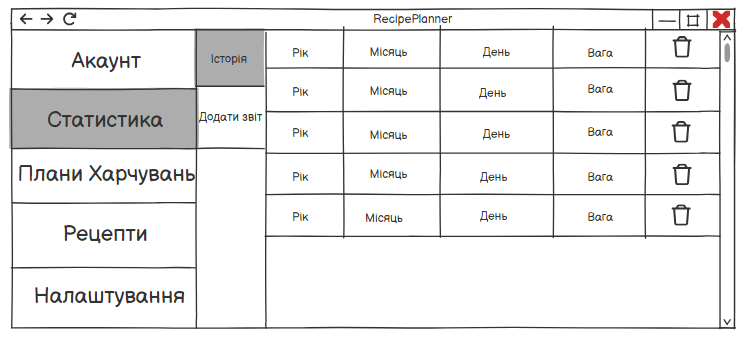 RecipePlanner
Акаунт
Статистика
Плани Харчувань
Рецепти
Налаштування
Історія
Додати звіт
Рік Місяць День Вага
Рік Місяць День Вага
Рік Місяць День Вага
Рік Місяць День Вага
Рік Місяць День Вага